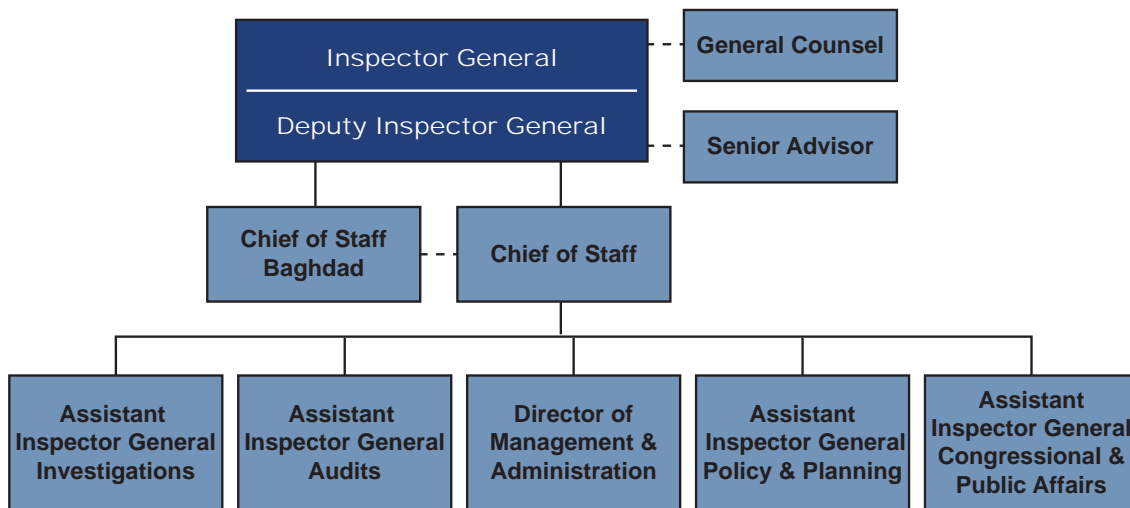 Inspector General
Deputy Inspector General
General Counsel
Senior Advisor
Chief of Staff
Baghdad
Chief of Staff
Assistant
Inspector General
Investigations
Assistant
Inspector General
Audits
Director of
Management &
Administration
Assistant
Inspector General
Policy & Planning
Assistant
Inspector General
Congressional &
Public Affairs